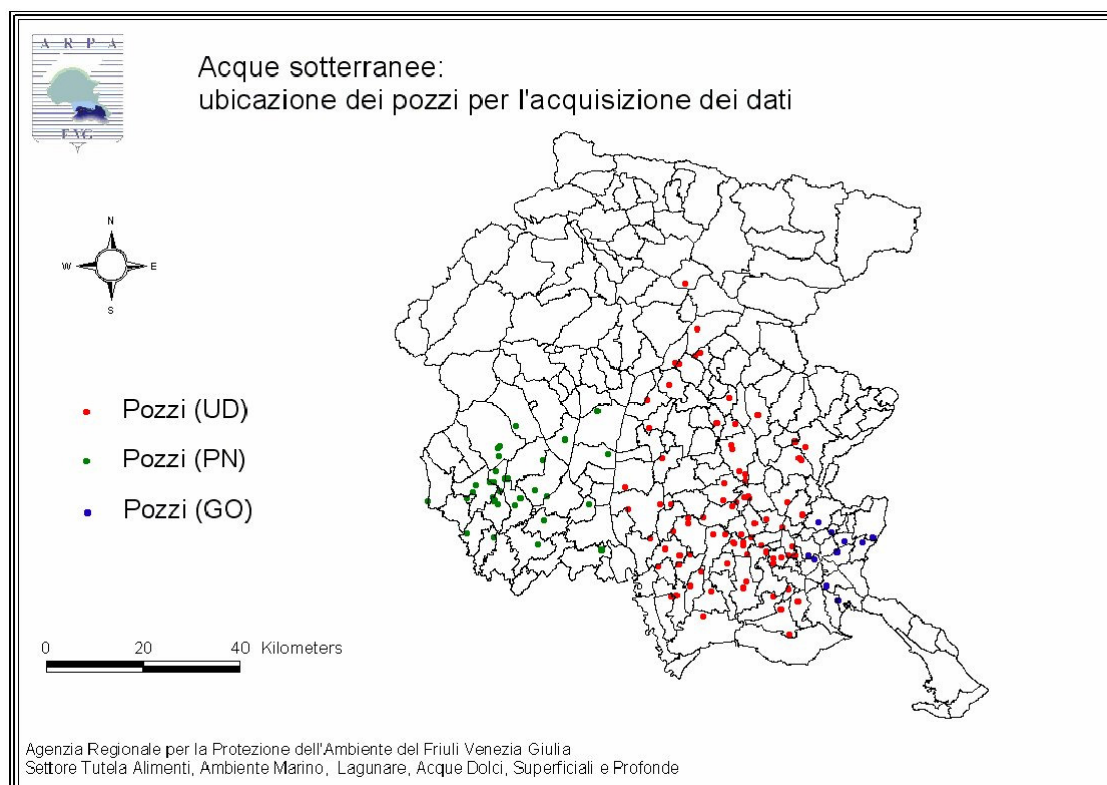 A R P A
FVG
Acque sotterranee:
ubicazione dei pozzi per l'acquisizione dei dati
N
W E
S
Pozzi (UD)
Pozzi (PN)
Pozzi (GO)
0 20 40 Kilometers
Agenzia Regionale per la Protezione dell'Ambiente del Friuli Venezia Giulia
Settore Tutela Alimenti, Ambiente Marino, Lagunare, Acque Dolci, Superficiali e Profonde